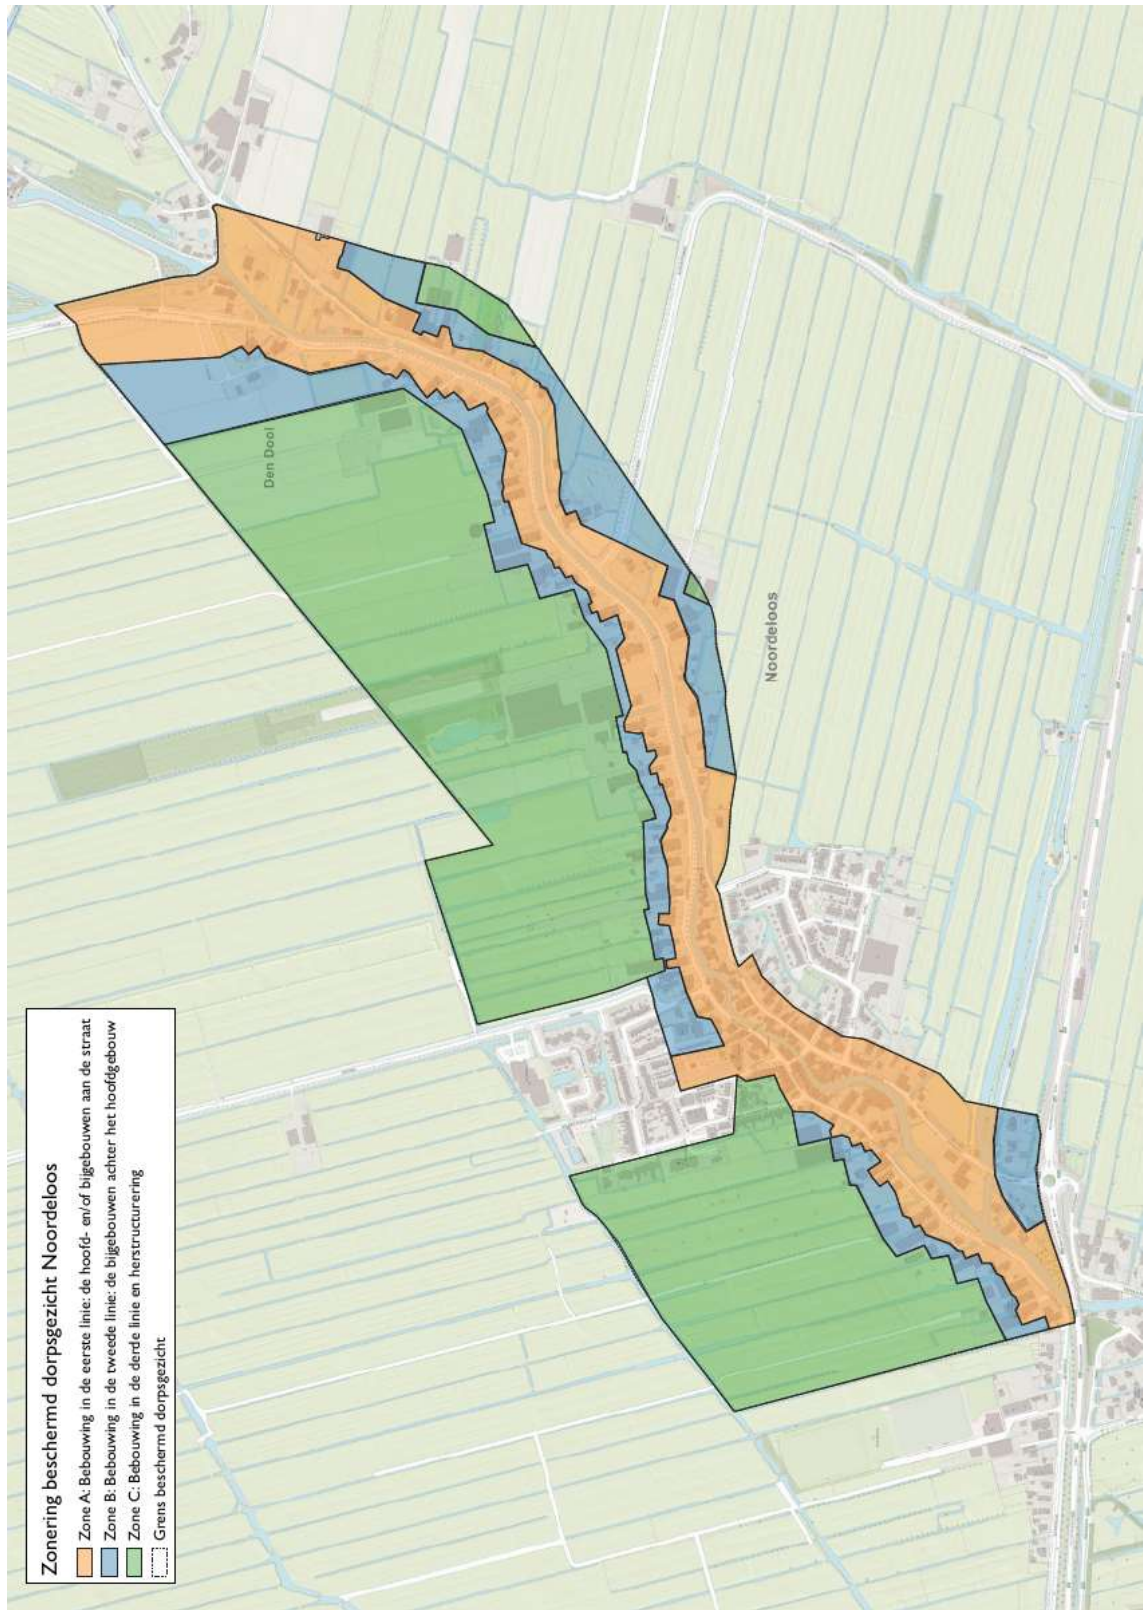 Zonering beschermd dorpsgezicht Noordeloos
Zone A: Bebouwing in de eerste linie: de hoofd- en/of bijgebouwen aan de straat
Zone B: Bebouwing in de tweede linie: de bijgebouwen achter het hoofdgebouw
Zone C: Bebouwing in de derde linie en herstructurering
Grens beschermd dorpsgezicht
Den Dool
Noordeloos